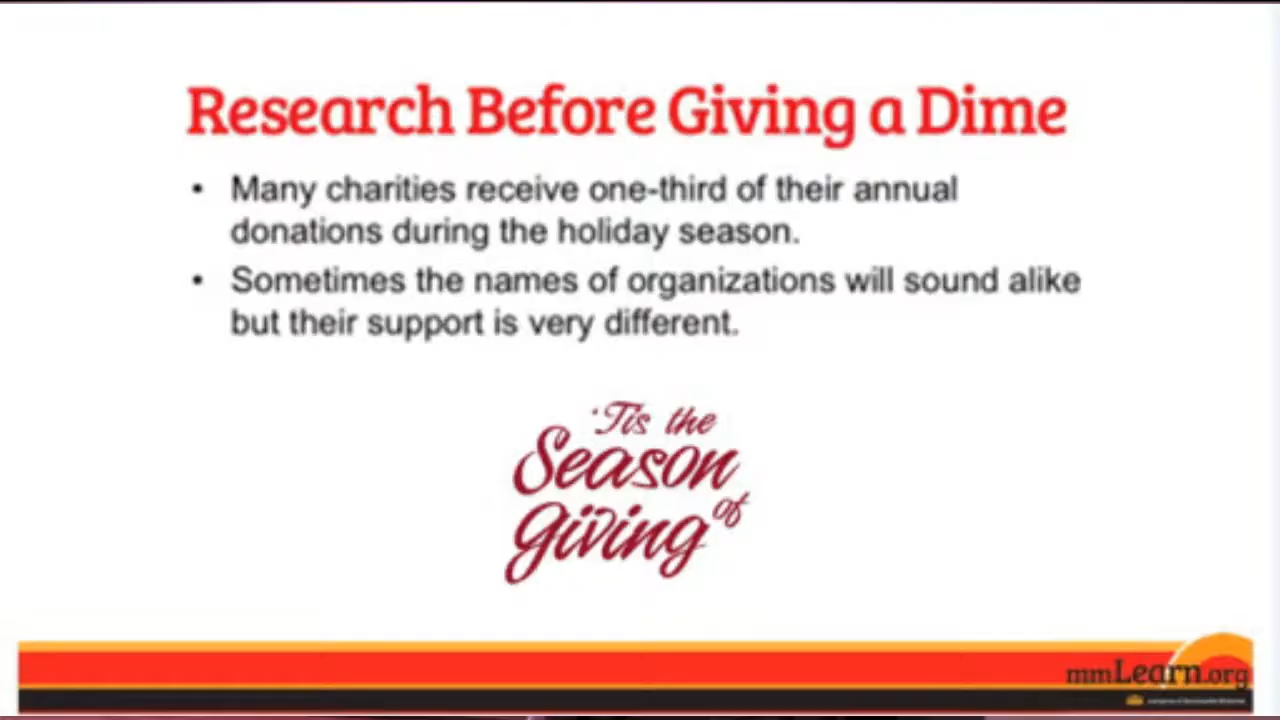 Research Before Giving a Dime
• Many charities receive one-third of their annual
donations during the holiday season.
• Sometimes the names of organizations will sound alike
but their support is very different.
'Tis the
Season
of
giving
mmLearn.org